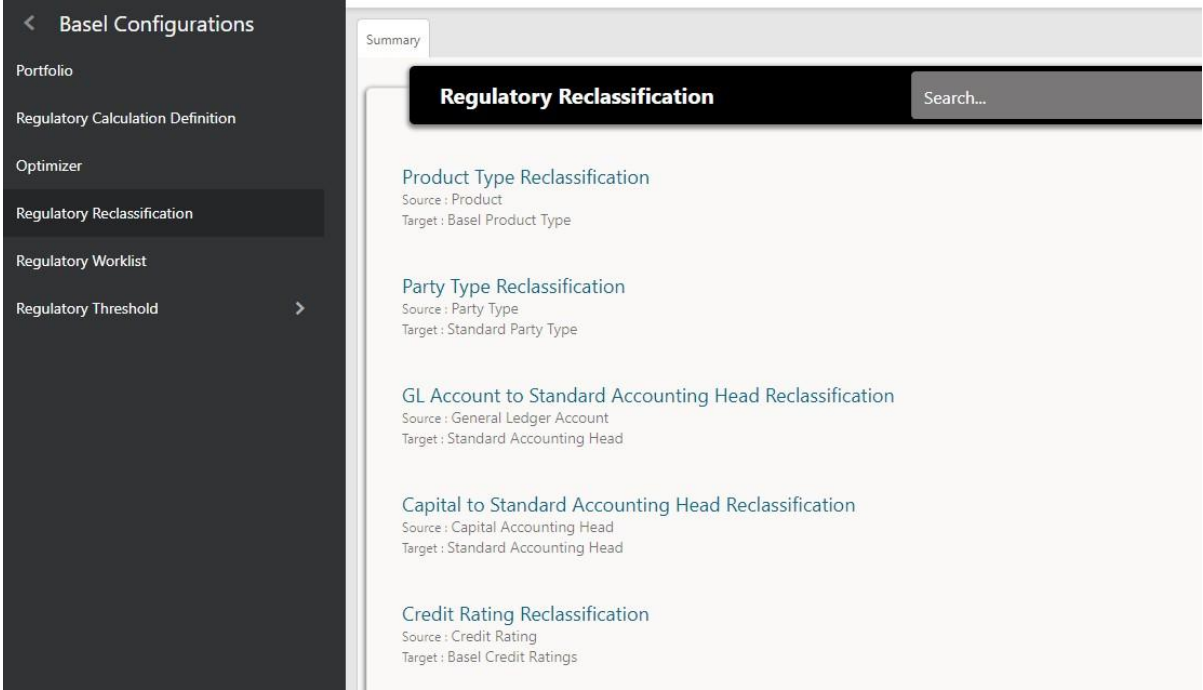 Basel Configurations
Portfolio
Regulatory Calculation Definition
Optimizer
Regulatory Reclassification
Regulatory Worklist
Regulatory Threshold
Summary
Regulatory Reclassification
Search...
Product Type Reclassification
Source : Product
Target : Basel Product Type
Party Type Reclassification
Source : Party Type
Target : Standard Party Type
GL Account to Standard Accounting Head Reclassification
Source : General Ledger Account
Target : Standard Accounting Head
Capital to Standard Accounting Head Reclassification
Source : Capital Accounting Head
Target : Standard Accounting Head
Credit Rating Reclassification
Source : Credit Rating
Target : Basel Credit Ratings